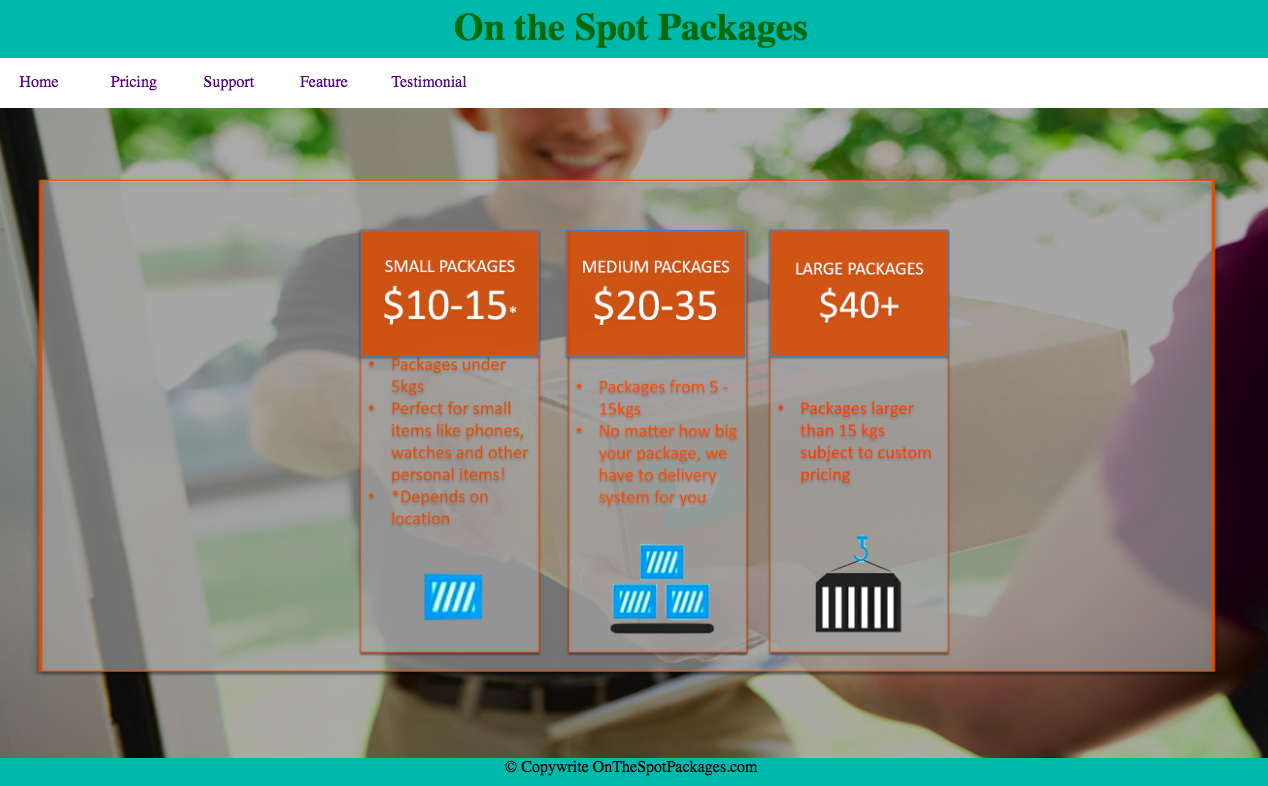 On the Spot Packages
Home Pricing Support Feature Testimonial
SMALL PACKAGES
$10-15*
• Packages under
5kgs
• Perfect for small
items like phones,
watches and other
personal items!
• *Depends on
location
MEDIUM PACKAGES
$20-35
• Packages from 5 -
15kgs
• No matter how big
your package, we
have to delivery
system for you
LARGE PACKAGES
$40+
• Packages larger
than 15 kgs
subject to custom
pricing
© Copywrite OnTheSpotPackages.com